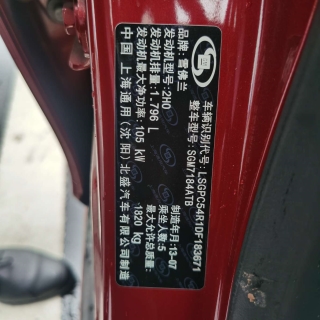 品牌:雪佛兰
车辆识别代号:LSGPC54R1DF183671
发动机型号:2H0
整车型号:SGM7184ATB
发动机排量:1.796 L
制造年月:13-07
发动机最大净功率:105 kW
乘坐人数:5
最大允许总质量:
1820 kg
中国 上海通用(沈阳)北盛汽车有限公司制造